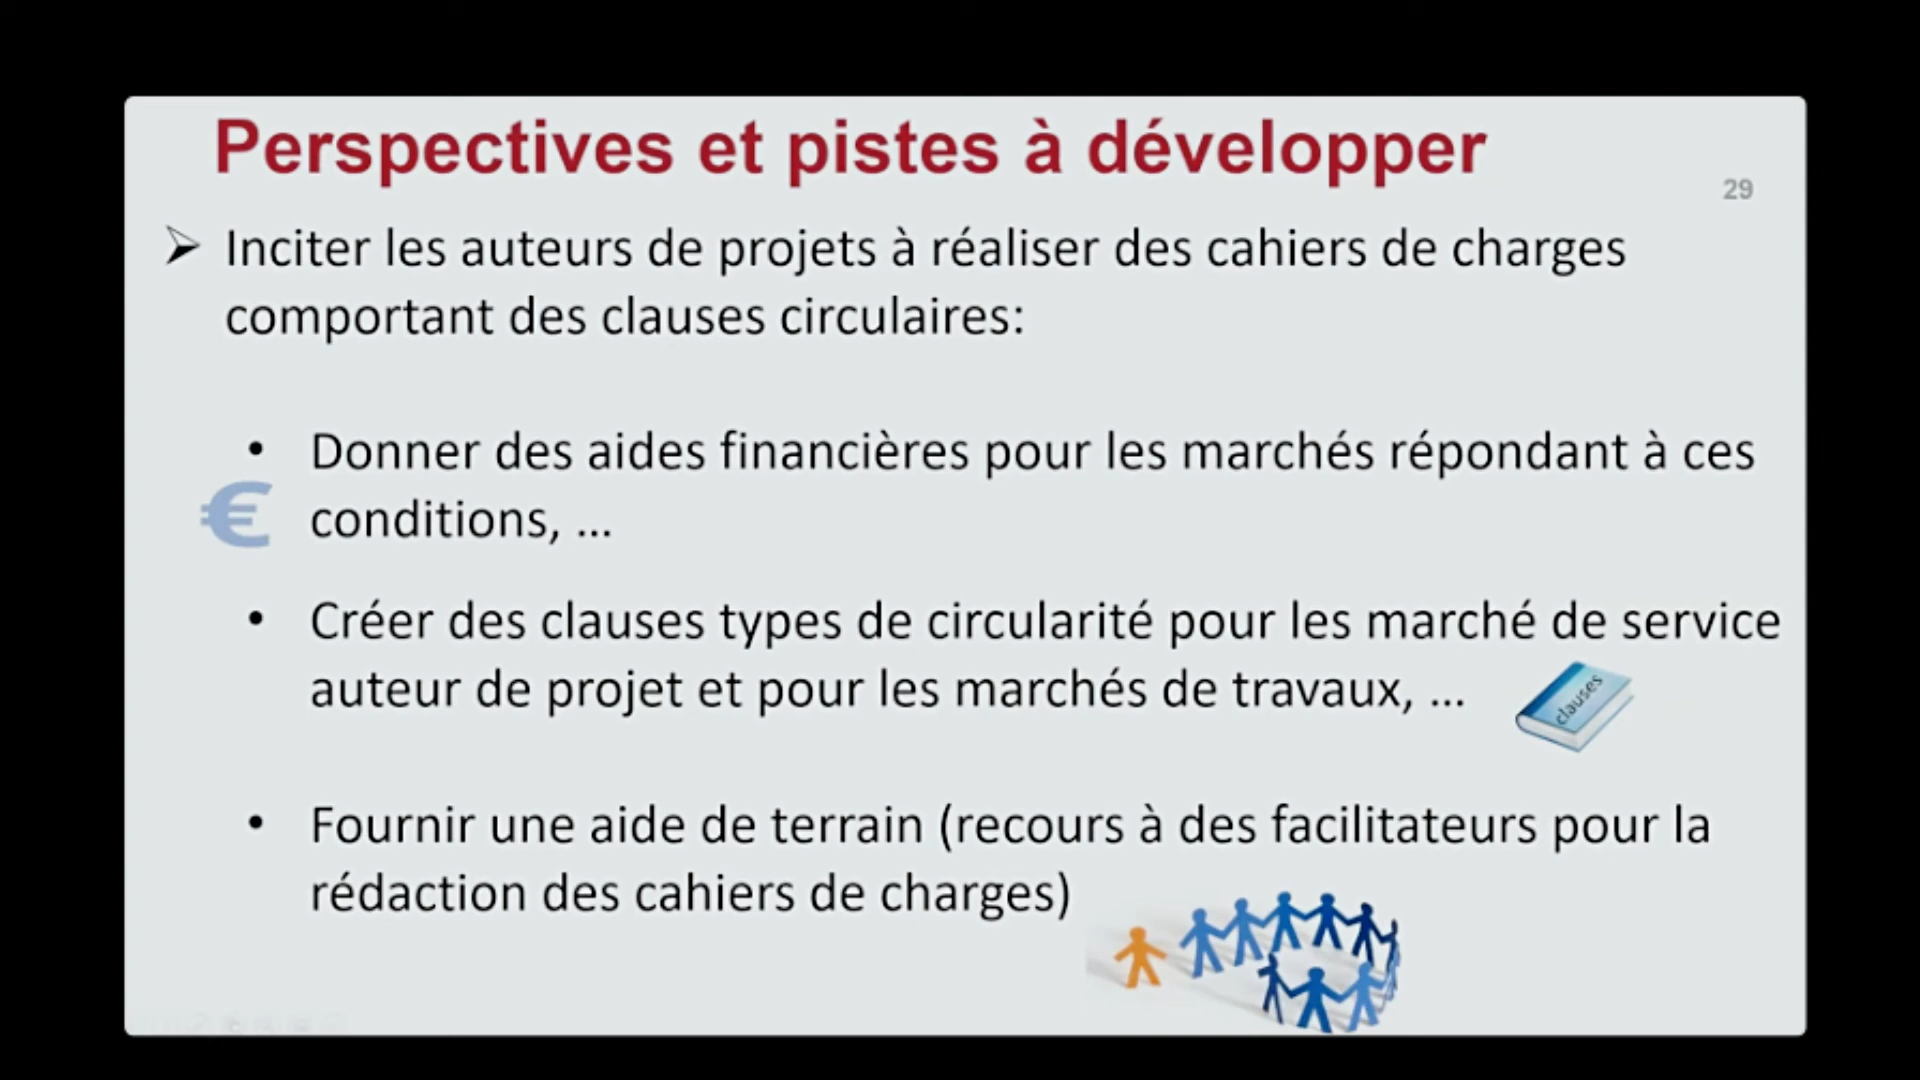 Perspectives et pistes à développer
29
➢ Inciter les auteurs de projets à réaliser des cahiers de charges
comportant des clauses circulaires:
• Donner des aides financières pour les marchés répondant à ces
€ conditions, ...
• Créer des clauses types de circularité pour les marché de service
auteur de projet et pour les marchés de travaux, ...
clauses
• Fournir une aide de terrain (recours à des facilitateurs pour la
rédaction des cahiers de charges)